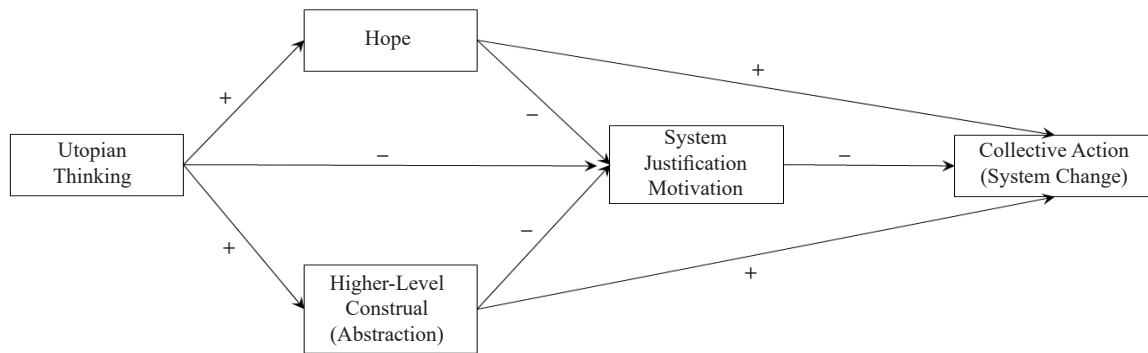 Hope
+
+
–
Utopian
Thinking
–
System
Justification
Motivation
–
Collective Action
(System Change)
+
–
+
Higher-Level
Construal
(Abstraction)